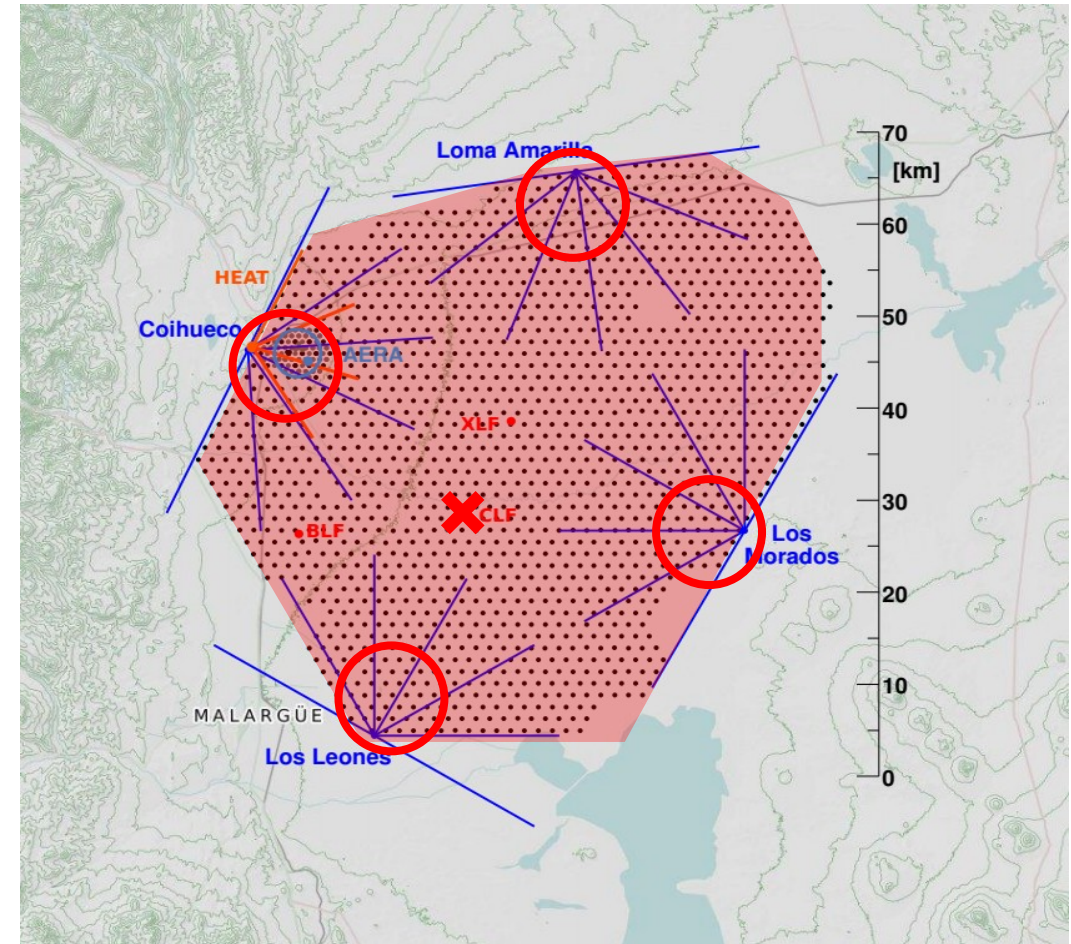 70
Loma Amarilla
[km]
60
HEAT
50
Coihueco
AERA
40
XLF
30
CLF
BLF
Los
Morados
20
10
MALARGÜE
Los Leones
0